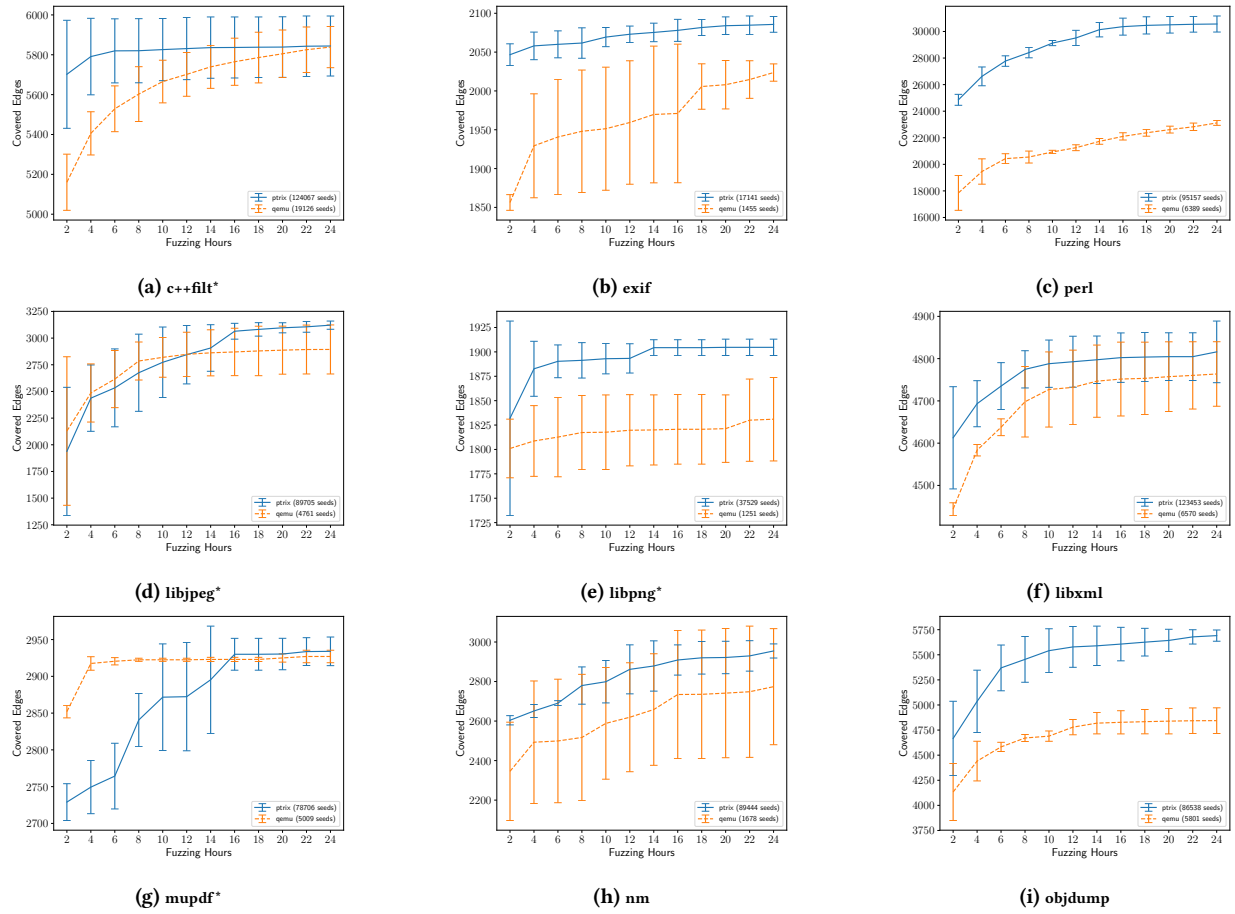 6000
5800
5600
5400
5200
5000
Covered Edges
ptrix (124067 seeds)
qemu (19126 seeds)
2 4 6 8 10 12 14 16 18 20 22 24
Fuzzing Hours
(a) c++filt*
2100
2050
2000
1950
1900
1850
Covered Edges
ptrix (17141 seeds)
qemu (1455 seeds)
2 4 6 8 10 12 14 16 18 20 22 24
Fuzzing Hours
(b) exif
30000
28000
26000
24000
22000
20000
18000
16000
Covered Edges
ptrix (95157 seeds)
qemu (6389 seeds)
2 4 6 8 10 12 14 16 18 20 22 24
Fuzzing Hours
(c) perl
3250
3000
2750
2500
2250
2000
1750
1500
1250
Covered Edges
ptrix (89705 seeds)
qemu (4761 seeds)
2 4 6 8 10 12 14 16 18 20 22 24
Fuzzing Hours
(d) libjpeg*
1925
1900
1875
1850
1825
1800
1775
1750
1725
Covered Edges
ptrix (37529 seeds)
qemu (1251 seeds)
2 4 6 8 10 12 14 16 18 20 22 24
Fuzzing Hours
(e) libpng*
4900
4800
4700
4600
4500
Covered Edges
ptrix (123453 seeds)
qemu (6570 seeds)
2 4 6 8 10 12 14 16 18 20 22 24
Fuzzing Hours
(f) libxml
2950
2900
2850
2800
2750
2700
Covered Edges
ptrix (78706 seeds)
qemu (5009 seeds)
2 4 6 8 10 12 14 16 18 20 22 24
Fuzzing Hours
(g) mupdf*
3000
2800
2600
2400
2200
Covered Edges
ptrix (89444 seeds)
qemu (1678 seeds)
2 4 6 8 10 12 14 16 18 20 22 24
Fuzzing Hours
(h) nm
5750
5500
5250
5000
4750
4500
4250
4000
3750
Covered Edges
ptrix (86538 seeds)
qemu (5801 seeds)
2 4 6 8 10 12 14 16 18 20 22 24
Fuzzing Hours
(i) objdump